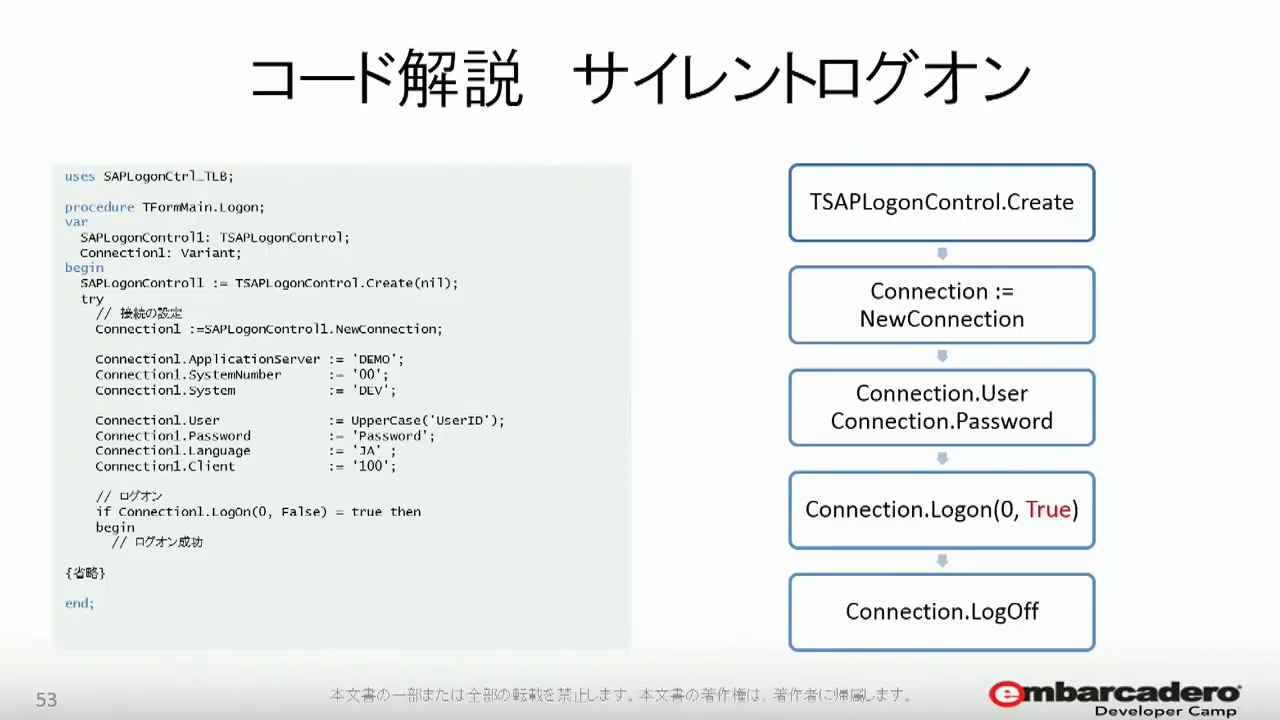 コード解説　サイレントログオン
uses SAPLogonCtrl_TLB;
procedure TFormMain.Logon;
var
SAPLogonControl1: TSAPLogonControl;
Connection1: Variant;
begin
SAPLogonControl1 := TSAPLogonControl.Create(nil);
try
// 接続の設定
Connection1 :=SAPLogonControl1.NewConnection;
Connection1.ApplicationServer := 'DEMO';
Connection1.SystemNumber := '00';
Connection1.System := 'DEV';
Connection1.User := UpperCase('UserID');
Connection1.Password := 'Password';
Connection1.Language := 'JA' ;
Connection1.Client := '100';
// ログオン
if Connection1.LogOn(0, False) = true then
begin
// ログオン成功
{省略}
end;
TSAPLogonControl.Create
Connection :=
NewConnection
Connection.User
Connection.Password
Connection.Logon(0, True)
Connection.LogOff
53
本文書の一部または全部の転載を禁止します。本文書の著作権は、著作者に帰属します。
embarcadero
Developer Camp